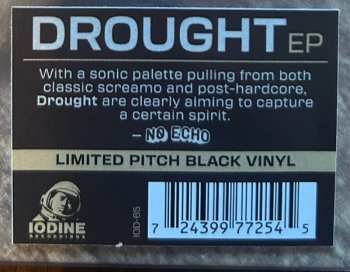 DROUGHT EP
With a sonic palette pulling from both
classic screamo and post-hardcore,
Drought are clearly aiming to capture
a certain spirit.
– NØ ECHO
LIMITED PITCH BLACK VINYL
IODINE
RECORDINGS
IOD-65
7 24399 77254 5